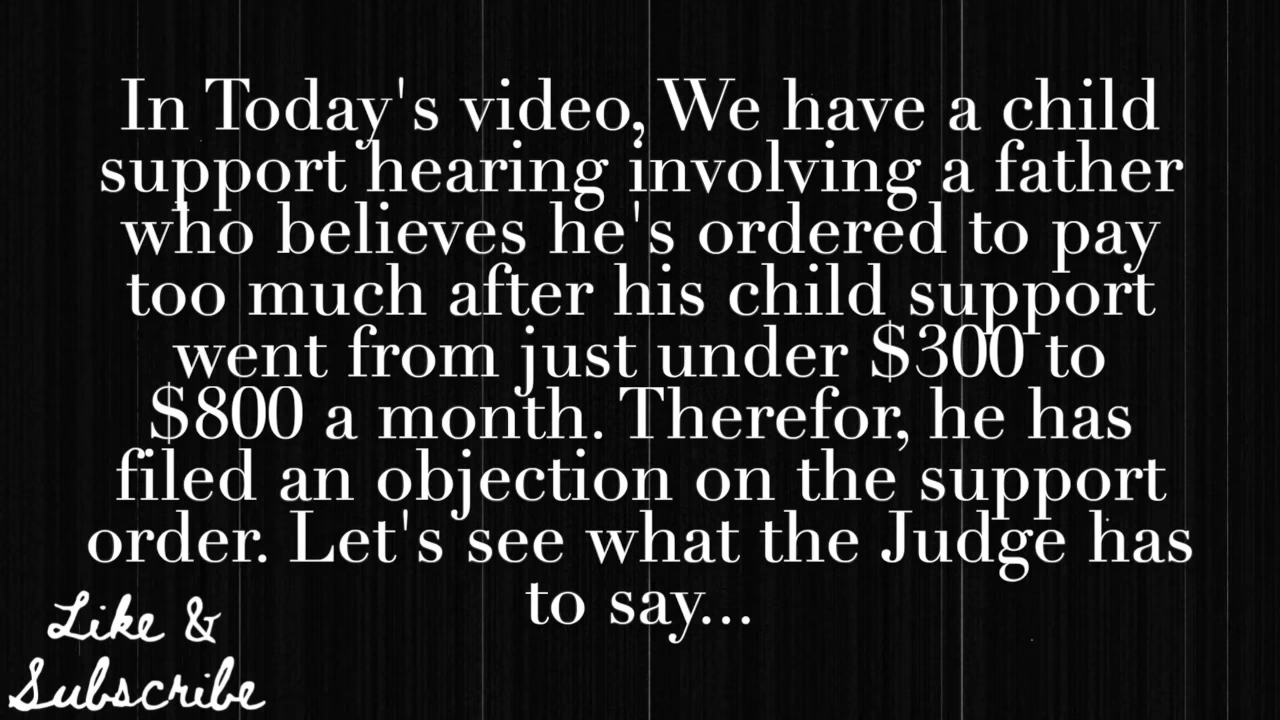 In Today's video, We have a child
support hearing involving a father
who believes he's ordered to pay
too much after his child support
went from just under $300 to
$800 a month. Therefor, he has
filed an objection on the support
order. Let's see what the Judge has
to say...
Like &
Subscribe